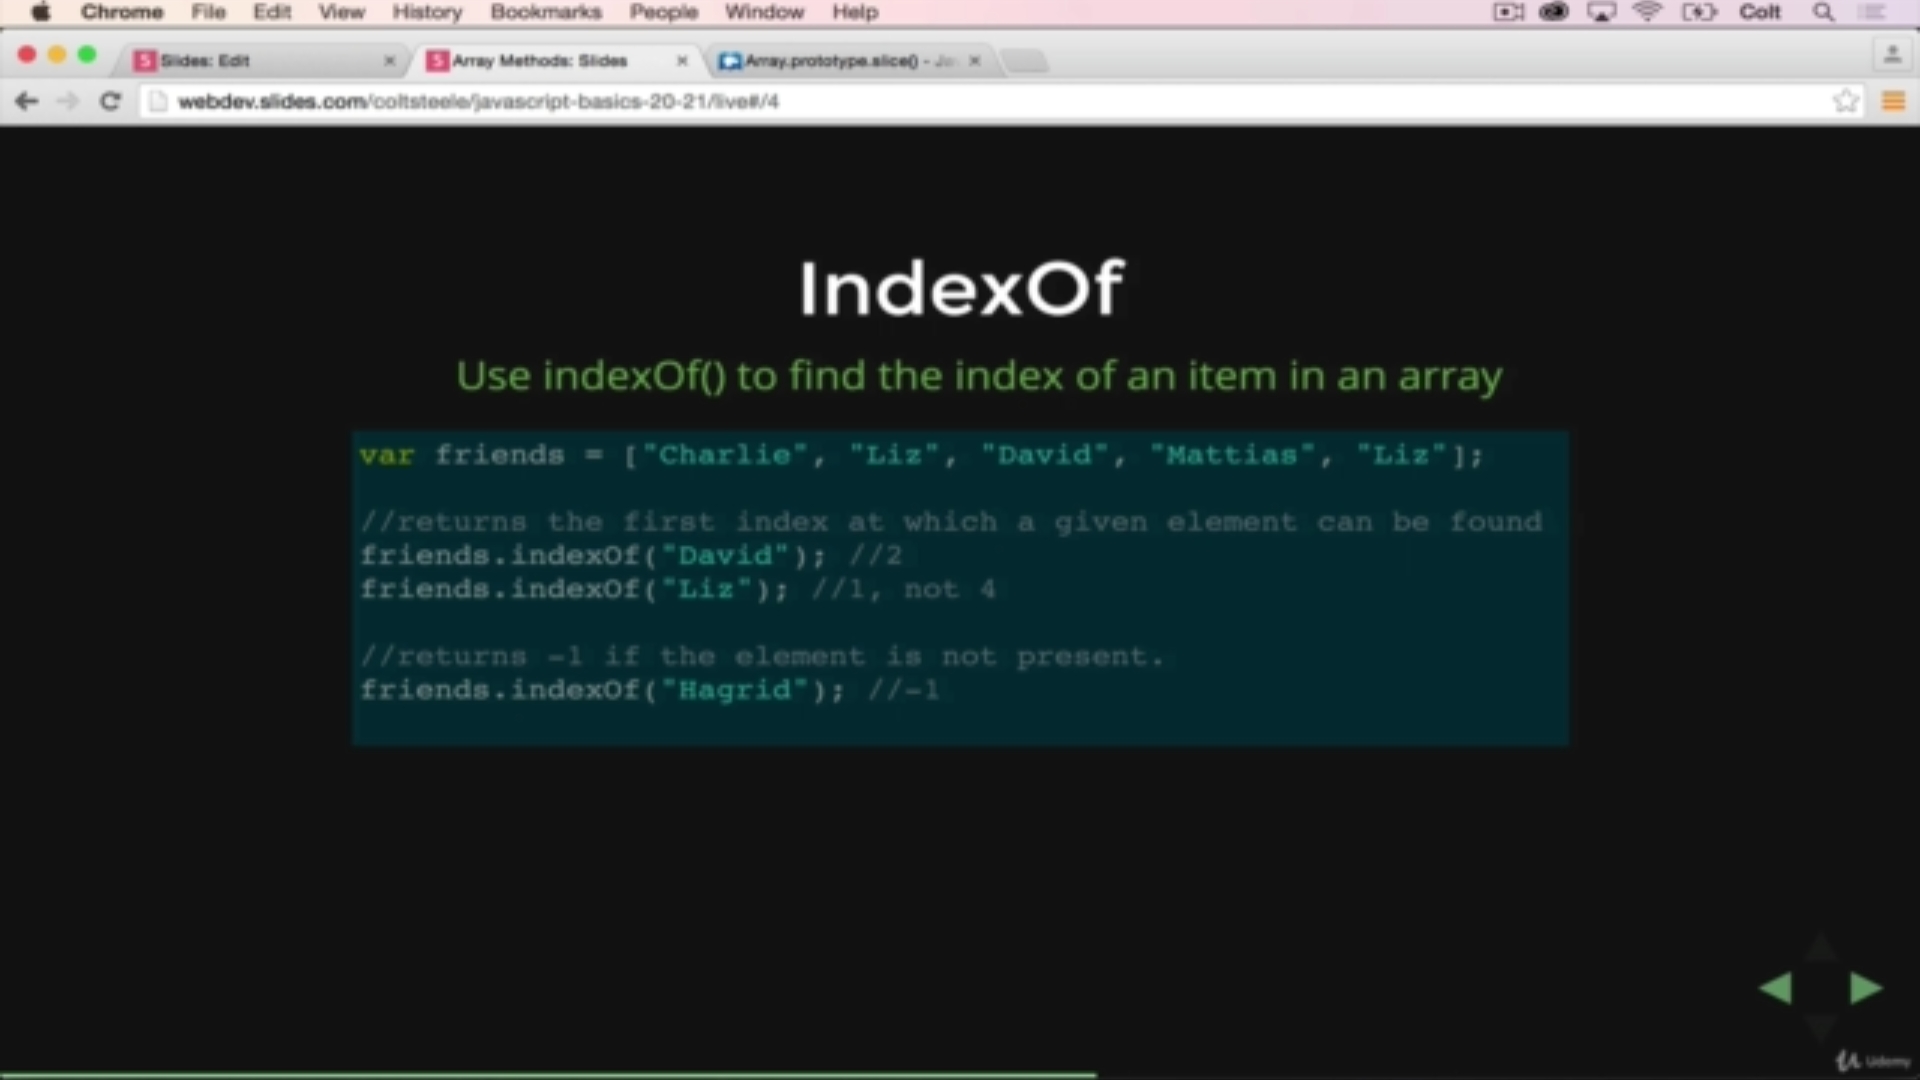 Chrome File Edit View History Bookmarks People Window Help Colt
Slides: Edit Array Methods: Slides Array.prototype.slice() -
webdev.slides.com/coltsteele/javascript-basics-20-21/live#/4
IndexOf
Use indexOf() to find the index of an item in an array
var friends = ["Charlie", "Liz", "David", "Mattias", "Liz"];
//returns the first index at which a given element can be found
friends.indexOf("David"); //2
friends.indexOf("Liz"); //1, not 4
//returns -1 if the element is not present.
friends.indexOf("Hagrid"); //-1
Udemy